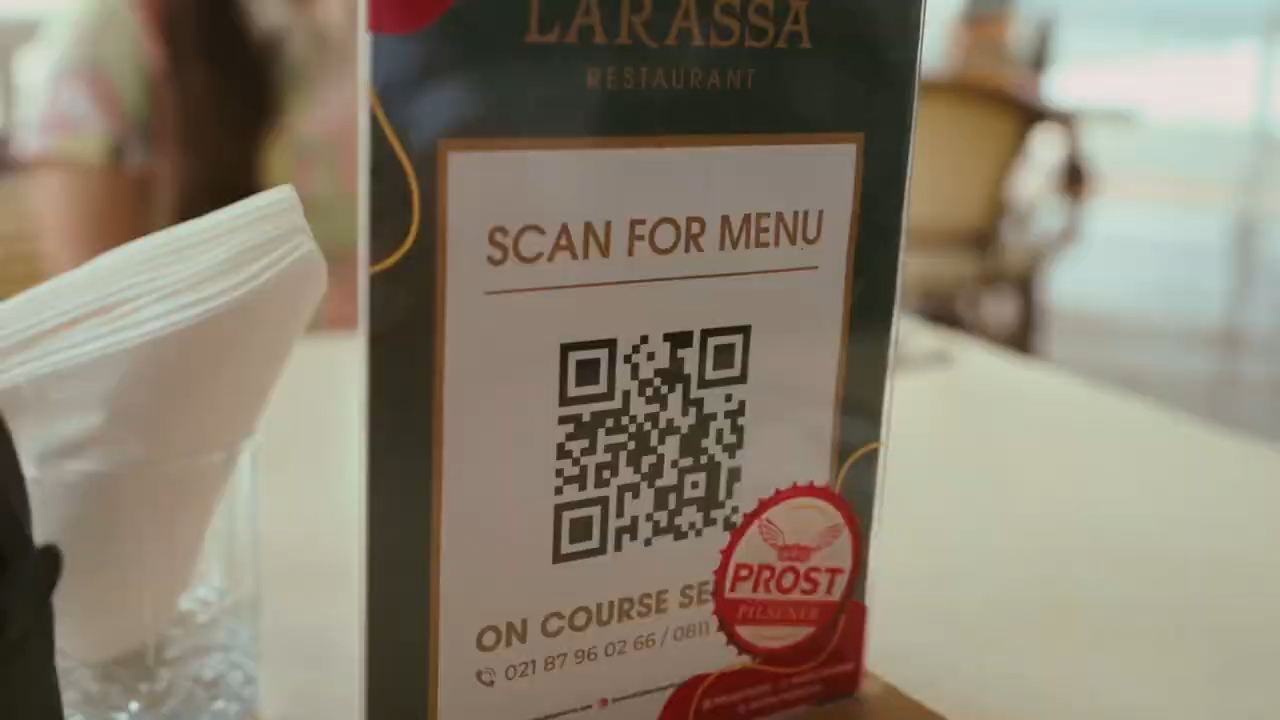 LARASSA
RESTAURANT
SCAN FOR MENU
ON COURSE SE
021 87 96 02 66 / 0811
PROST
PILSENER